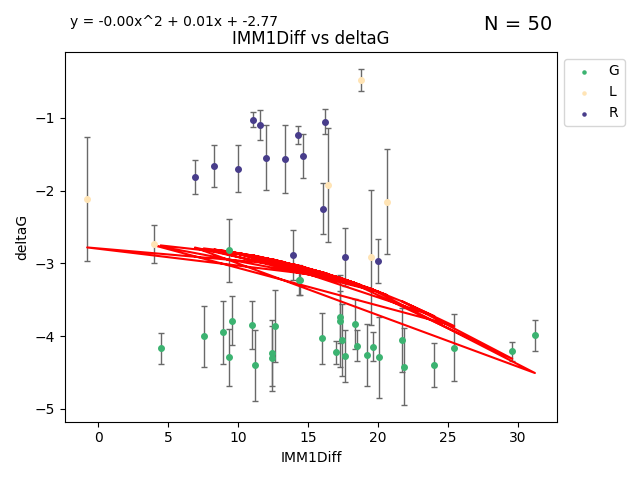 y = -0.00x^2 + 0.01x + -2.77
N = 50
IMM1Diff vs deltaG
G
L
R
−1
−2
−3
−4
−5
deltaG
0 5 10 15 20 25 30
IMM1Diff